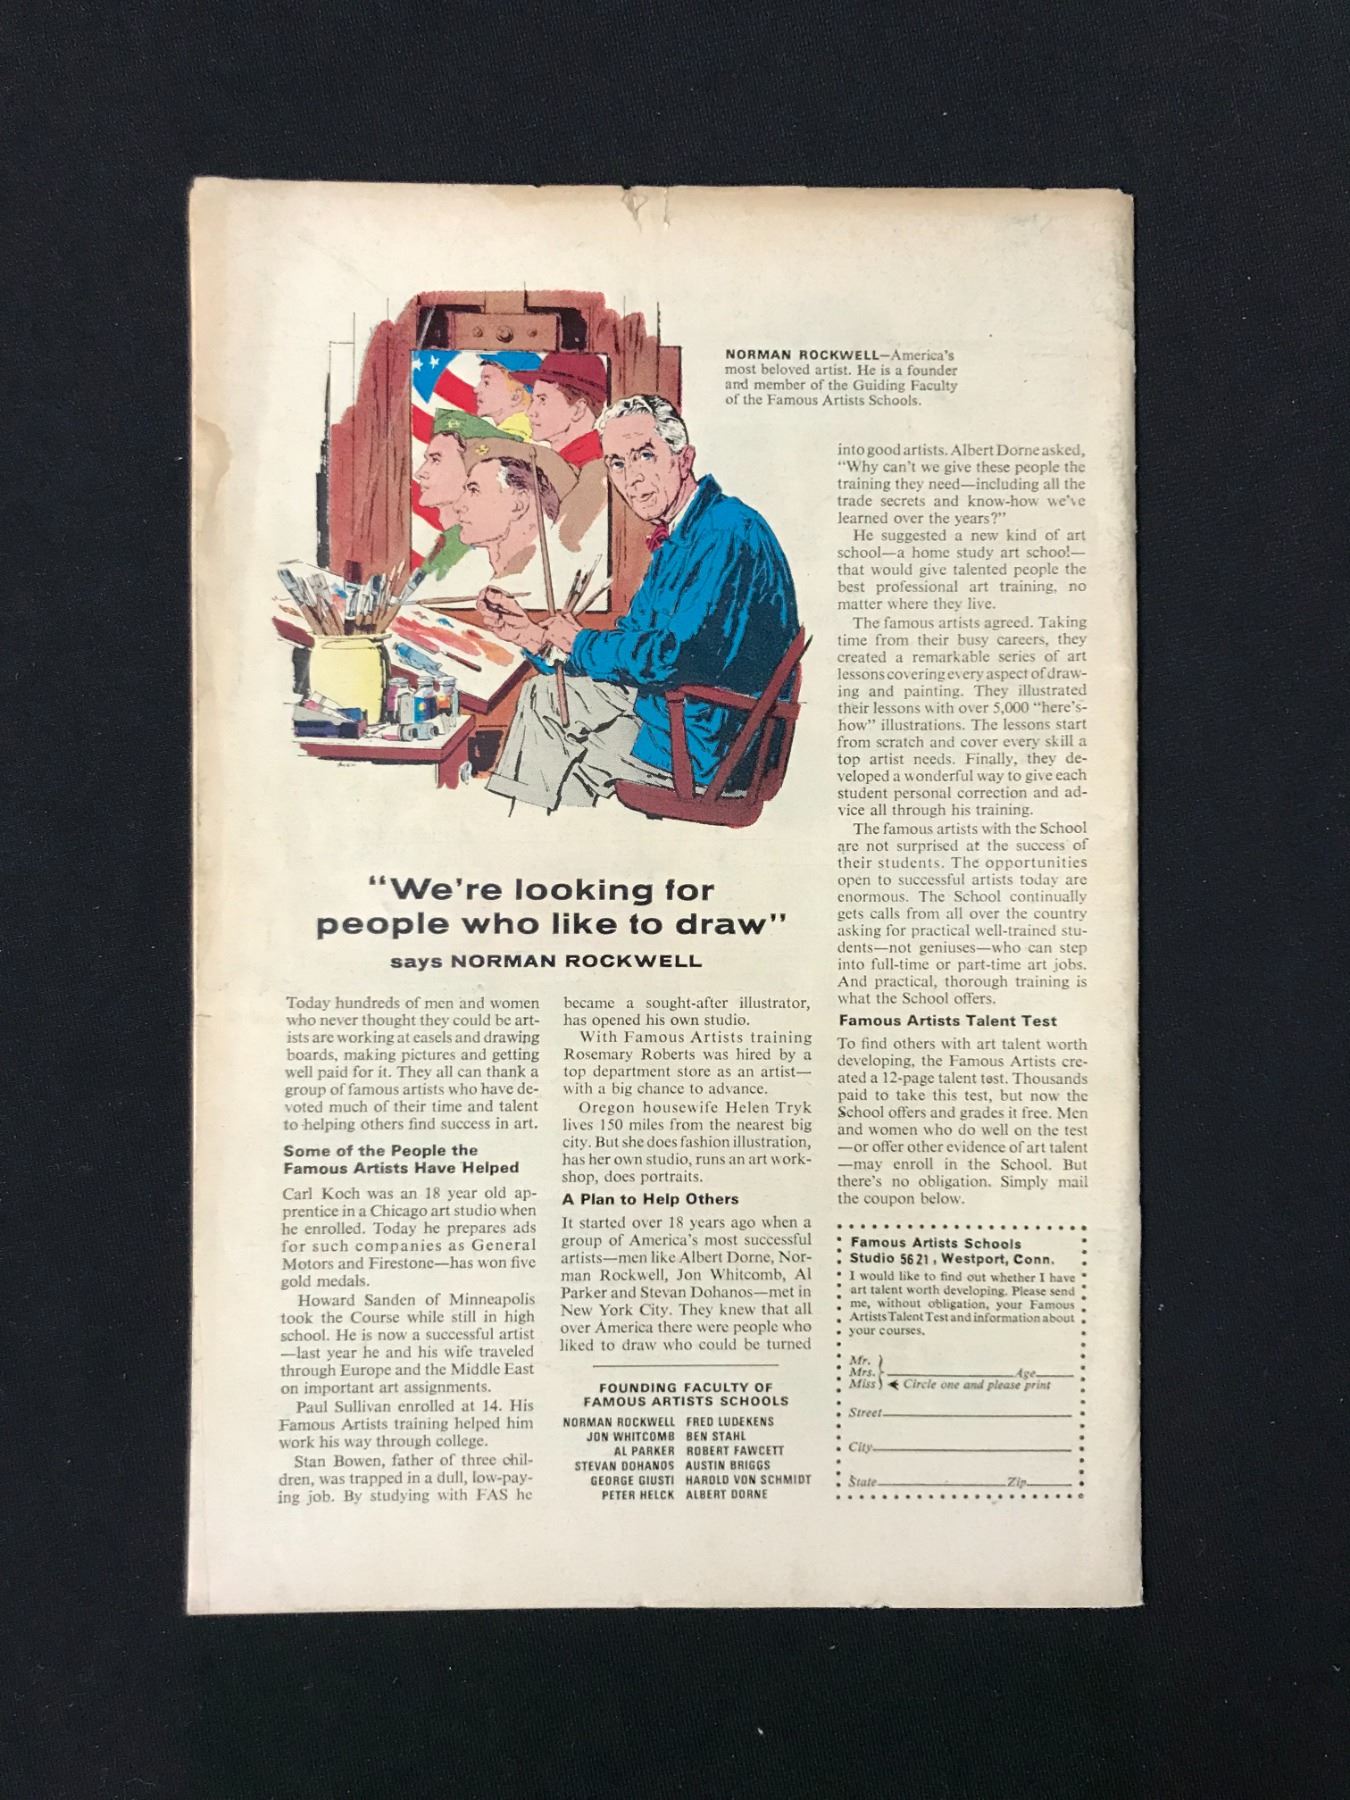 NORMAN ROCKWELL—America's
most beloved artist. He is a founder
and member of the Guiding Faculty
of the Famous Artists Schools.
"We're looking for
people who like to draw"
says NORMAN ROCKWELL
Today hundreds of men and women
who never thought they could be art-
ists are working at easels and drawing
boards, making pictures and getting
well paid for it. They all can thank a
group of famous artists who have de-
voted much of their time and talent
to helping others find success in art.
Some of the People the
Famous Artists Have Helped
Carl Koch was an 18 year old ap-
prentice in a Chicago art studio when
he enrolled. Today he prepares ads
for such companies as General
Motors and Firestone—has won five
gold medals.
Howard Sanden of Minneapolis
took the Course while still in high
school. He is now a successful artist
—last year he and his wife traveled
through Europe and the Middle East
on important art assignments.
Paul Sullivan enrolled at 14. His
Famous Artists training helped him
work his way through college.
Stan Bowen, father of three chil-
dren, was trapped in a dull, low-pay-
ing job. By studying with FAS he
became a sought-after illustrator,
has opened his own studio.
With Famous Artists training
Rosemary Roberts was hired by a
top department store as an artist—
with a big chance to advance.
Oregon housewife Helen Tryk
lives 150 miles from the nearest big
city. But she does fashion illustration,
has her own studio, runs an art work-
shop, does portraits.
A Plan to Help Others
It started over 18 years ago when a
group of America's most successful
artists—men like Albert Dorne, Nor-
man Rockwell, Jon Whitcomb, Al
Parker and Stevan Dohanos—met in
New York City. They knew that all
over America there were people who
liked to draw who could be turned
FOUNDING FACULTY OF
FAMOUS ARTISTS SCHOOLS
NORMAN ROCKWELL FRED LUDEKENS
JON WHITCOMB BEN STAHL
AL PARKER ROBERT FAWCETT
STEVAN DOHANOS AUSTIN BRIGGS
GEORGE GIUSTI HAROLD VON SCHMIDT
PETER HELCK ALBERT DORNE
into good artists. Albert Dorne asked,
"Why can't we give these people the
training they need—including all the
trade secrets and know-how we've
learned over the years?"
He suggested a new kind of art
school—a home study art school—
that would give talented people the
best professional art training, no
matter where they live.
The famous artists agreed. Taking
time from their busy careers, they
created a remarkable series of art
lessons covering every aspect of draw-
ing and painting. They illustrated
their lessons with over 5,000 "here's-
how" illustrations. The lessons start
from scratch and cover every skill a
top artist needs. Finally, they de-
veloped a wonderful way to give each
student personal correction and ad-
vice all through his training.
The famous artists with the School
are not surprised at the success of
their students. The opportunities
open to successful artists today are
enormous. The School continually
gets calls from all over the country
asking for practical well-trained stu-
dents—not geniuses—who can step
into full-time or part-time art jobs.
And practical, thorough training is
what the School offers.
Famous Artists Talent Test
To find others with art talent worth
developing, the Famous Artists cre-
ated a 12-page talent test. Thousands
paid to take this test, but now the
School offers and grades it free. Men
and women who do well on the test
—or offer other evidence of art talent
—may enroll in the School. But
there's no obligation. Simply mail
the coupon below.
Famous Artists Schools
Studio 5621, Westport, Conn.
I would like to find out whether I have
art talent worth developing. Please send
me, without obligation, your Famous
Artists Talent Test and information about
your courses.
Mr.
Mrs. Age
Miss Circle one and please print
Street
City
State Zip